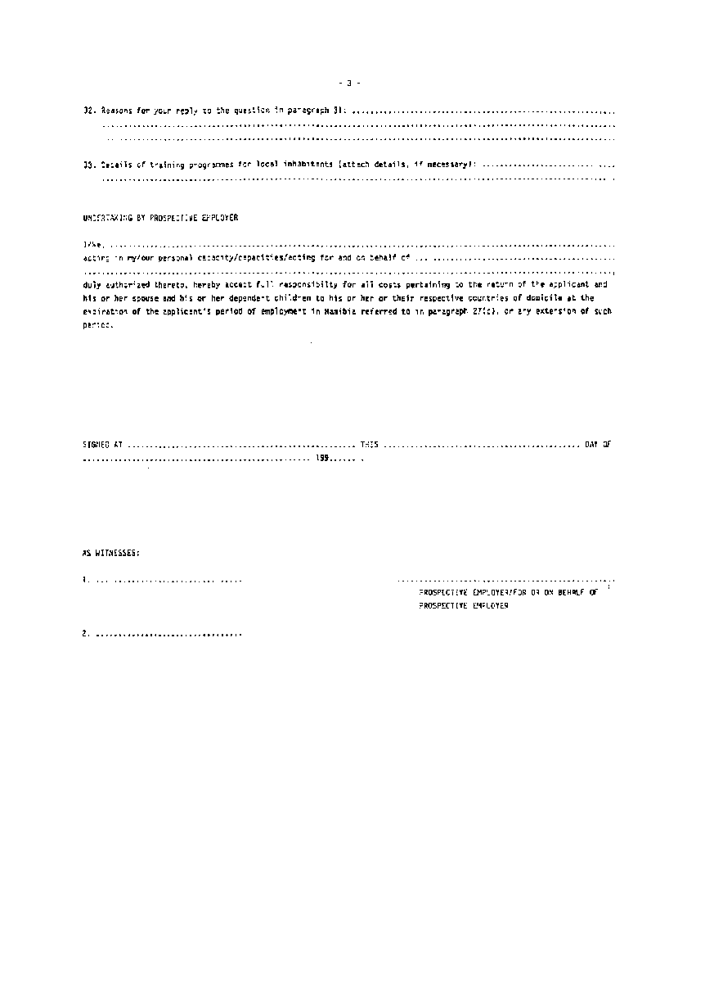 - 3 -
32. Reasons for your reply to the question in paragraph 31: ..........................................................
..................................................................................................................
..................................................................................................................
33. Details of training programmes for local inhabitants (attach details, if necessary): ..............................
..................................................................................................................
UNDERTAKING BY PROSPECTIVE EMPLOYER
I/We, ................................................................................................................
acting in my/our personal capacity/capacities/acting for and on behalf of ............................................
......................................................................................................................,
duly authorized thereto, hereby accept full responsibilty for all costs pertaining to the return of the applicant and
his or her spouse and his or her dependent children to his or her or their respective countries of domicile at the
expiration of the applicant's period of employment in Namibia referred to in paragraph 27(c), or any extension of such
period.
SIGNED AT ................................................... THIS ............................................ DAY OF
................................................... 199........
AS WITNESSES:
1. .................................
.................................................
PROSPECTIVE EMPLOYER/FOR OR ON BEHALF OF
PROSPECTIVE EMPLOYER
2. .................................